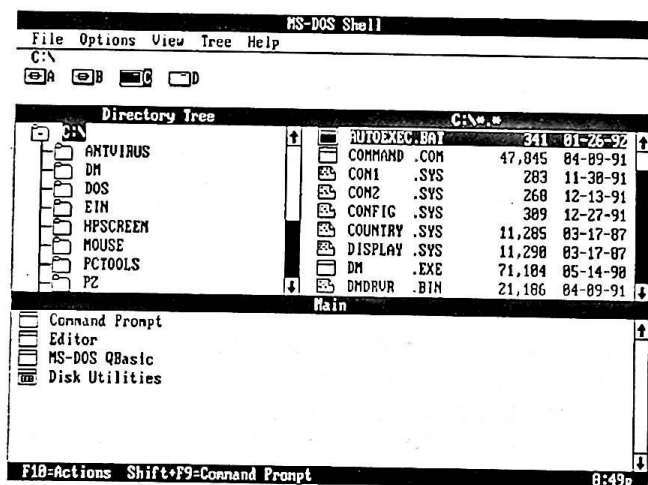 MS-DOS Shell
File Options View Tree Help
C:\
A B C D
Directory Tree
C:\
ANTVIRUS
DM
DOS
EIN
HPSCREEN
MOUSE
PCTOOLS
PZ
C:\*.*
AUTOEXEC.BAT 341 01-26-92
COMMAND .COM 47,845 04-09-91
CON1 .SYS 283 11-30-91
CON2 .SYS 268 12-13-91
CONFIG .SYS 309 12-27-91
COUNTRY .SYS 11,285 03-17-87
DISPLAY .SYS 11,290 03-17-87
DM .EXE 71,104 05-14-90
DMDRVR .BIN 21,186 04-09-91
Main
Command Prompt
Editor
MS-DOS QBasic
Disk Utilities
F10=Actions Shift+F9=Command Prompt 8:49p